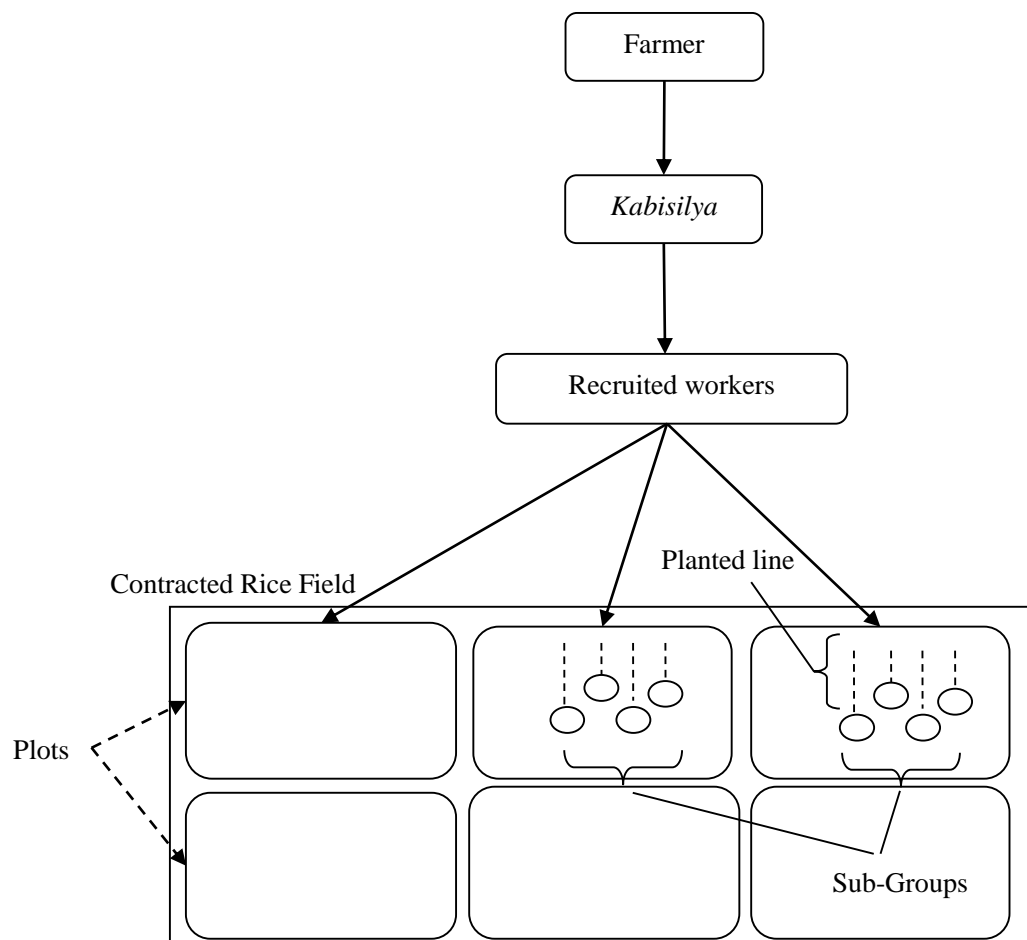 Farmer
Kabisilya
Recruited workers
Planted line
Contracted Rice Field
Plots
Sub-Groups